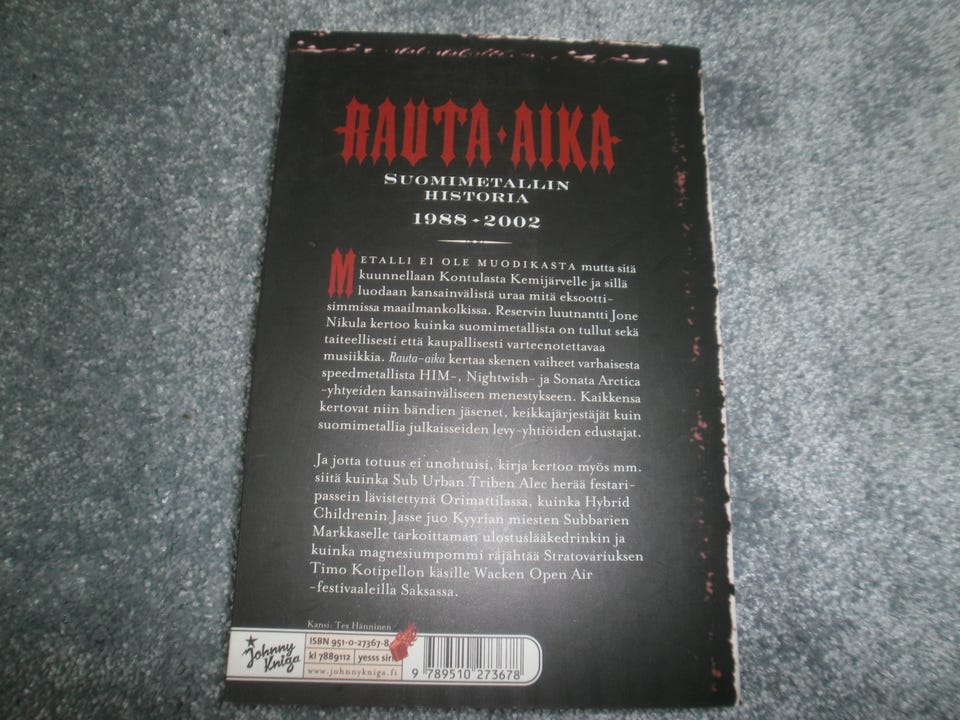 RAUTA·AIKA
SUOMIMETALLIN
HISTORIA
1988 - 2002
METALLI EI OLE MUODIKASTA mutta sitä
kuunnellaan Kontulasta Kemijärvelle ja sillä
luodaan kansainvälistä uraa mitä eksootti-
simmissa maailmankolkissa. Reservin luutnantti Jone
Nikula kertoo kuinka suomimetallista on tullut sekä
taiteellisesti että kaupallisesti varteenotettavaa
musiikkia. Rauta-aika kertaa skenen vaiheet varhaisesta
speedmetallista HIM-, Nightwish- ja Sonata Arctica
-yhtyeiden kansainväliseen menestykseen. Kaikkensa
kertovat niin bändien jäsenet, keikkajärjestäjät kuin
suomimetallia julkaisseiden levy-yhtiöiden edustajat.
Ja jotta totuus ei unohtuisi, kirja kertoo myös mm.
siitä kuinka Sub Urban Triben Alec herää festari-
passein lävistettynä Orimattilassa, kuinka Hybrid
Childrenin Jasse juo Kyyrian miesten Subbarien
Markkaselle tarkoittaman ulostuslääkedrinkin ja
kuinka magnesiumpommi räjähtää Stratovariuksen
Timo Kotipellon käsille Wacken Open Air
-festivaaleilla Saksassa.
Kansi: Tex Hänninen
Johnny
Kniga
ISBN 951-0-27367-8
kl 78.89112 yesss sir
www.johnnykniga.fi
9 789510 273678